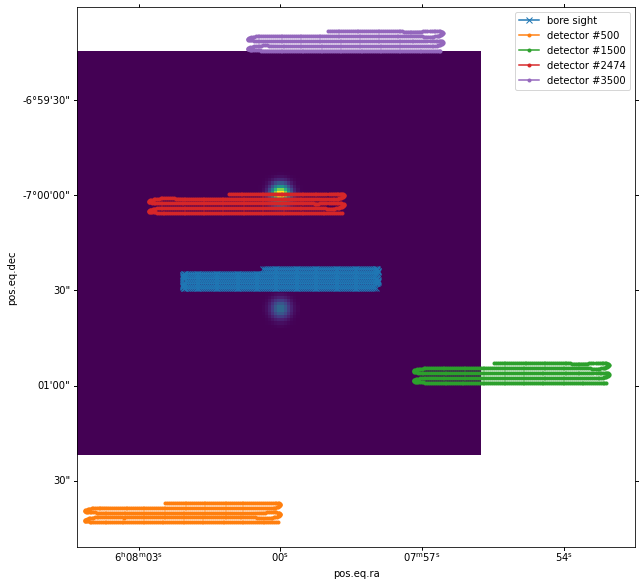 bore sight
detector #500
detector #1500
detector #2474
detector #3500
-6°59'30"
-7°00'00"
30"
01'00"
30"
pos.eq.dec
6ʰ08ᵐ03ˢ 00ˢ 07ᵐ57ˢ 54ˢ
pos.eq.ra